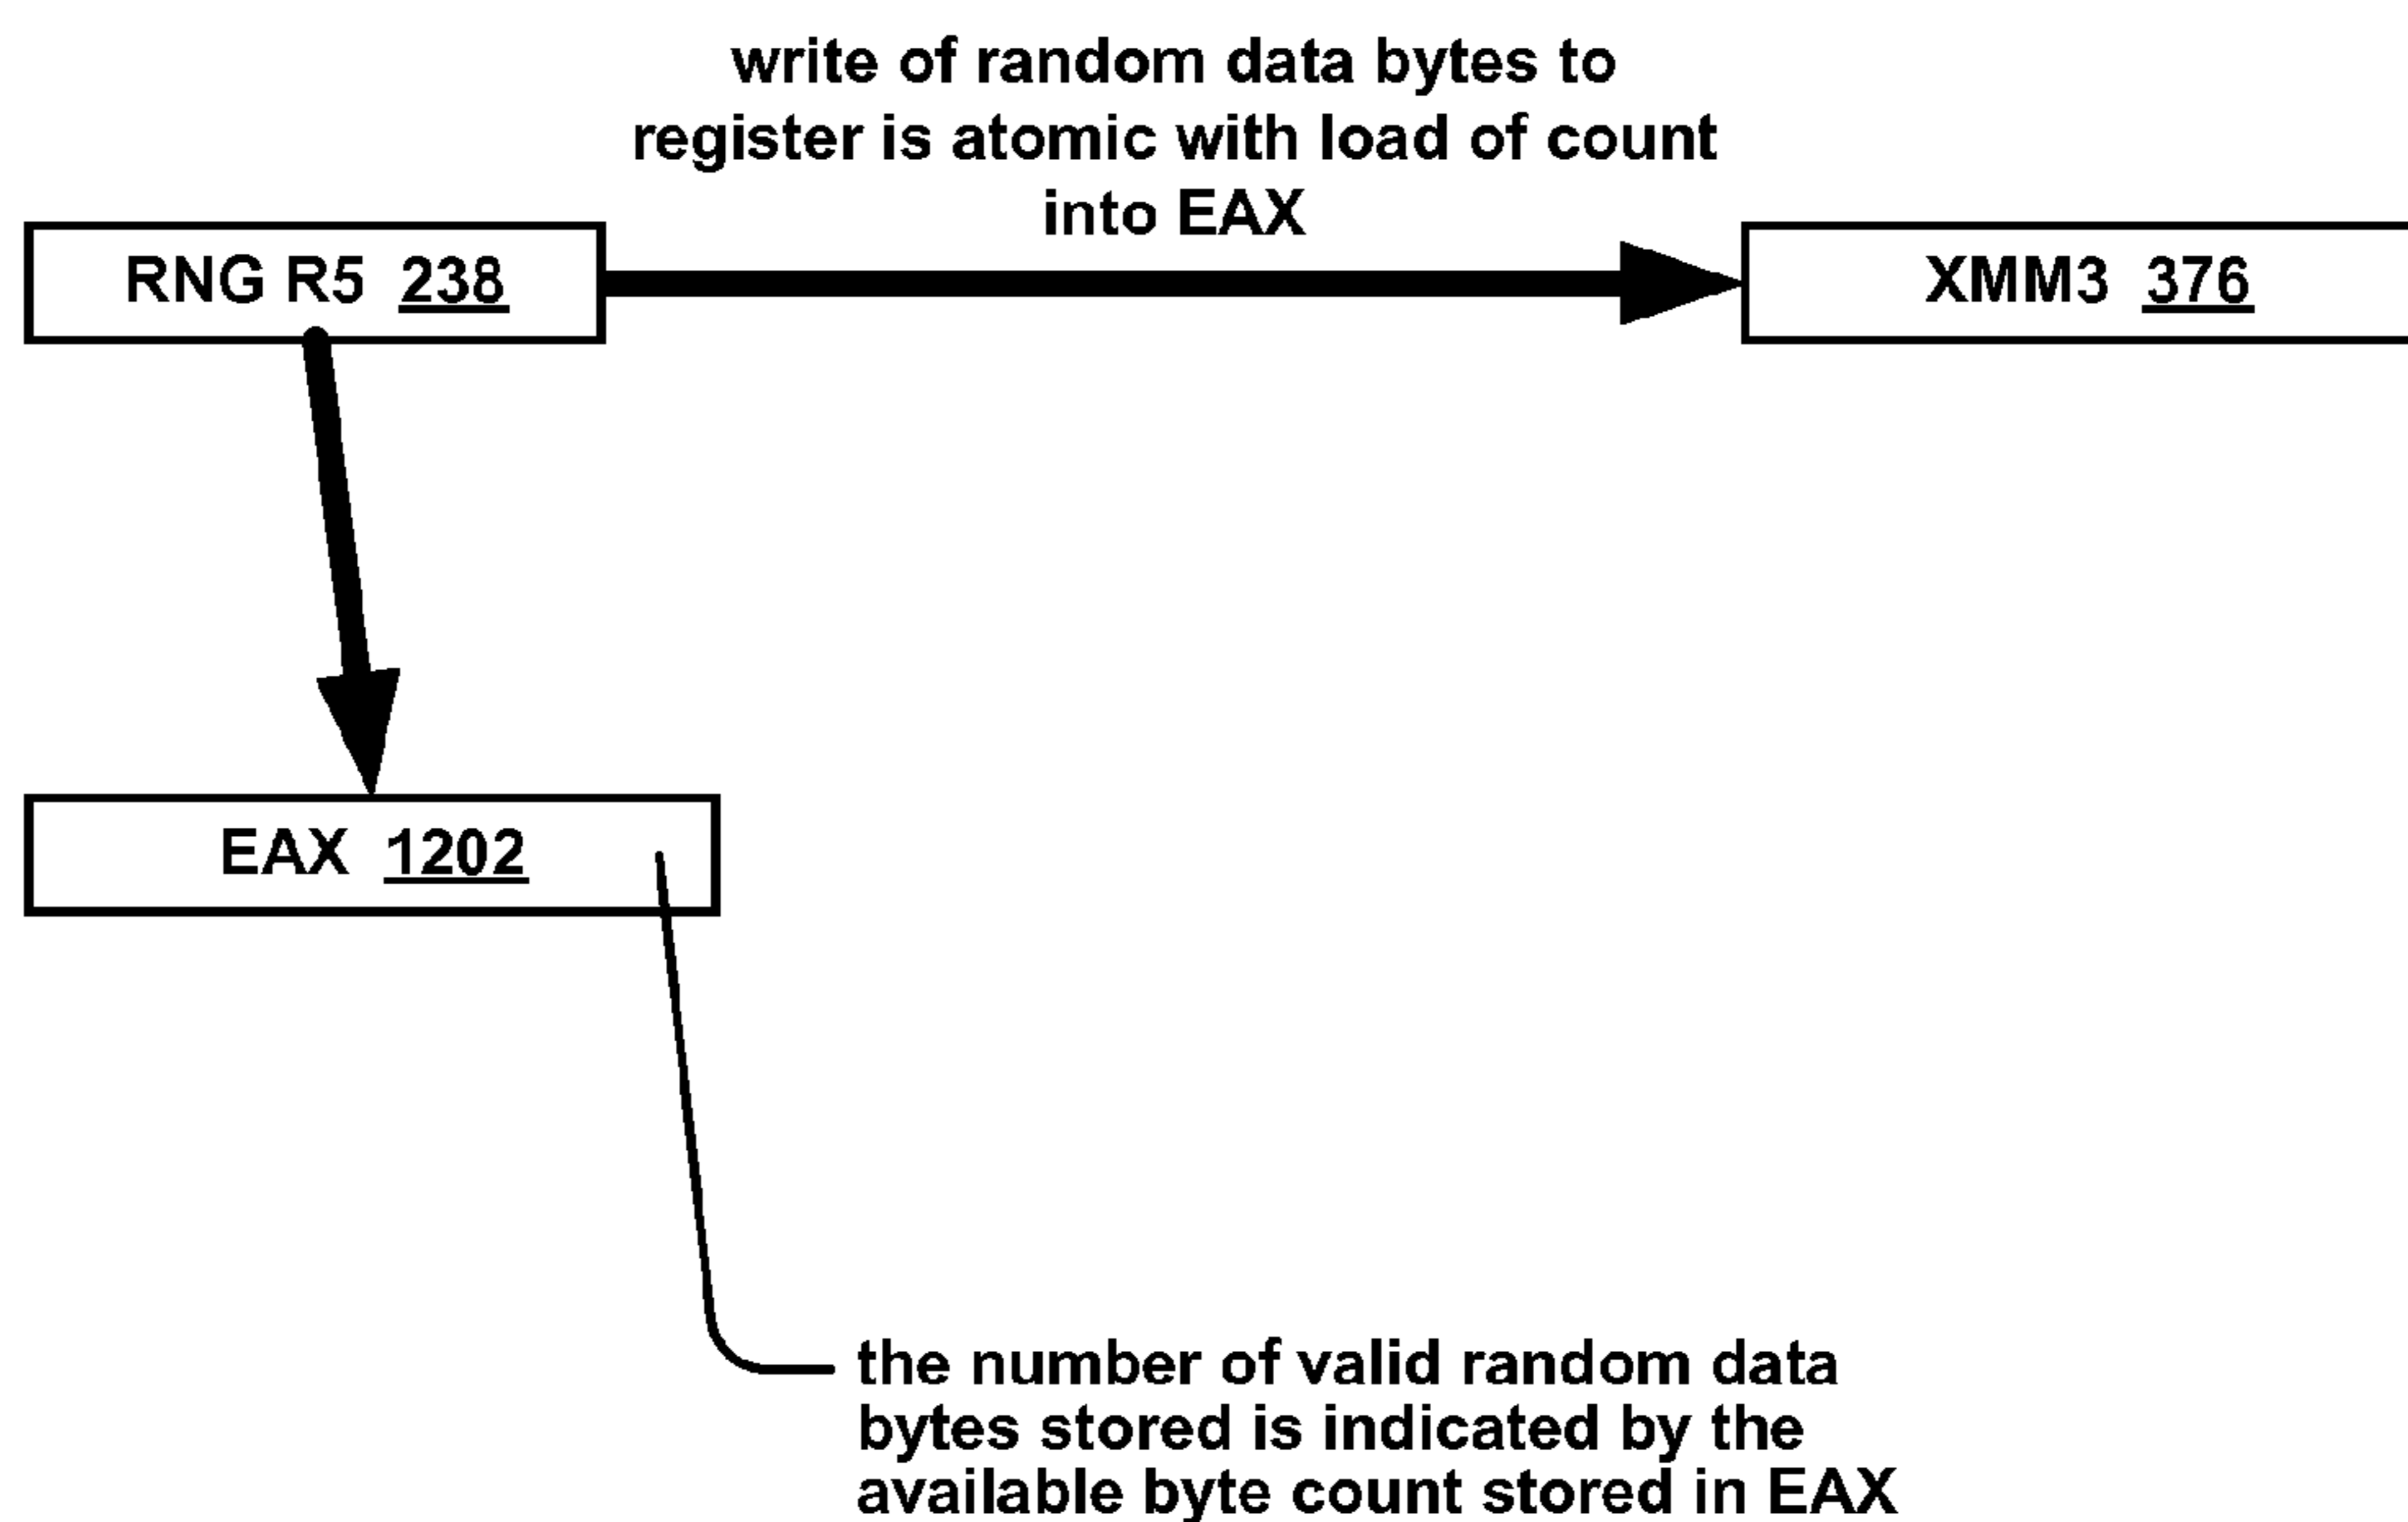 write of random data bytes to
register is atomic with load of count
into EAX
RNG R5 238
XMM3 376
EAX 1202
the number of valid random data
bytes stored is indicated by the
available byte count stored in EAX